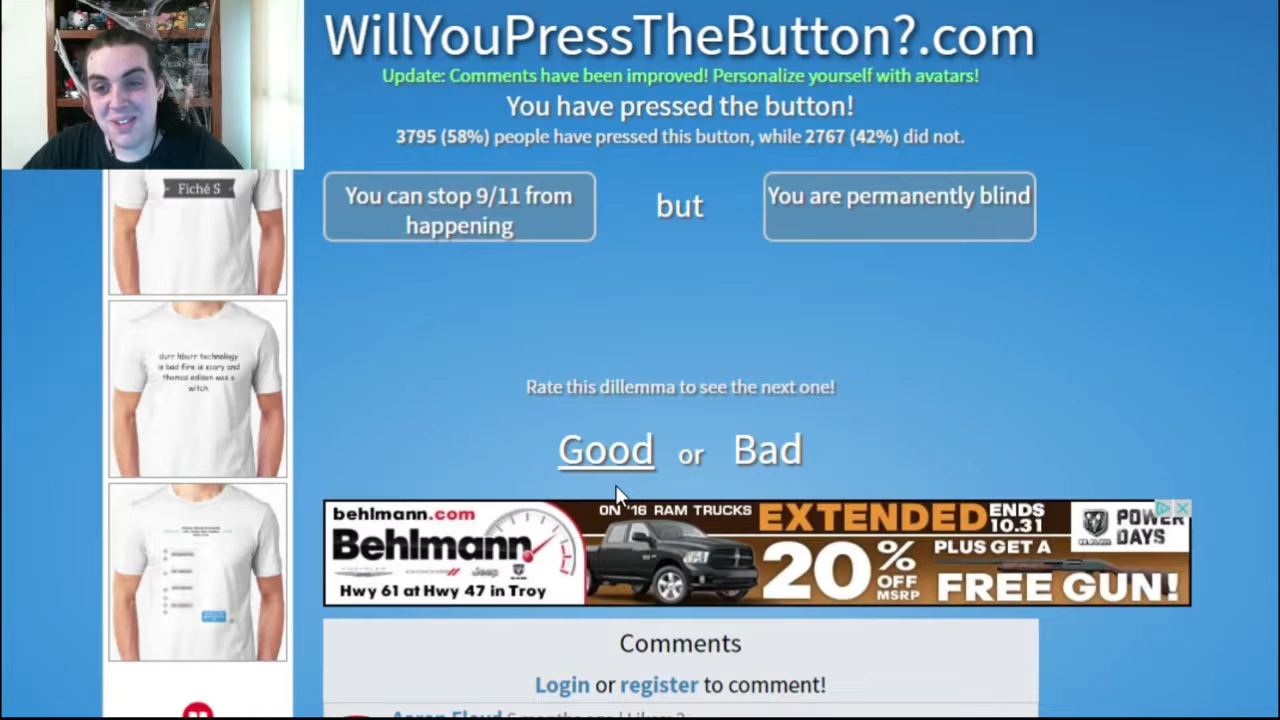 WillYouPressTheButton?.com
Update: Comments have been improved! Personalize yourself with avatars!
You have pressed the button!
3795 (58%) people have pressed this button, while 2767 (42%) did not.
You can stop 9/11 from
happening
but
You are permanently blind
Fiché S
durr hburr technology
is bad fire is scary and
thomas edison was a
witch.
Rate this dillemma to see the next one!
Good or Bad
behlmann.com
Behlmann
Jeep
Hwy 61 at Hwy 47 in Troy
ON '16 RAM TRUCKS
EXTENDED ENDS 10.31
20% OFF MSRP
PLUS GET A
FREE GUN!
POWER
DAYS
Comments
Login or register to comment!